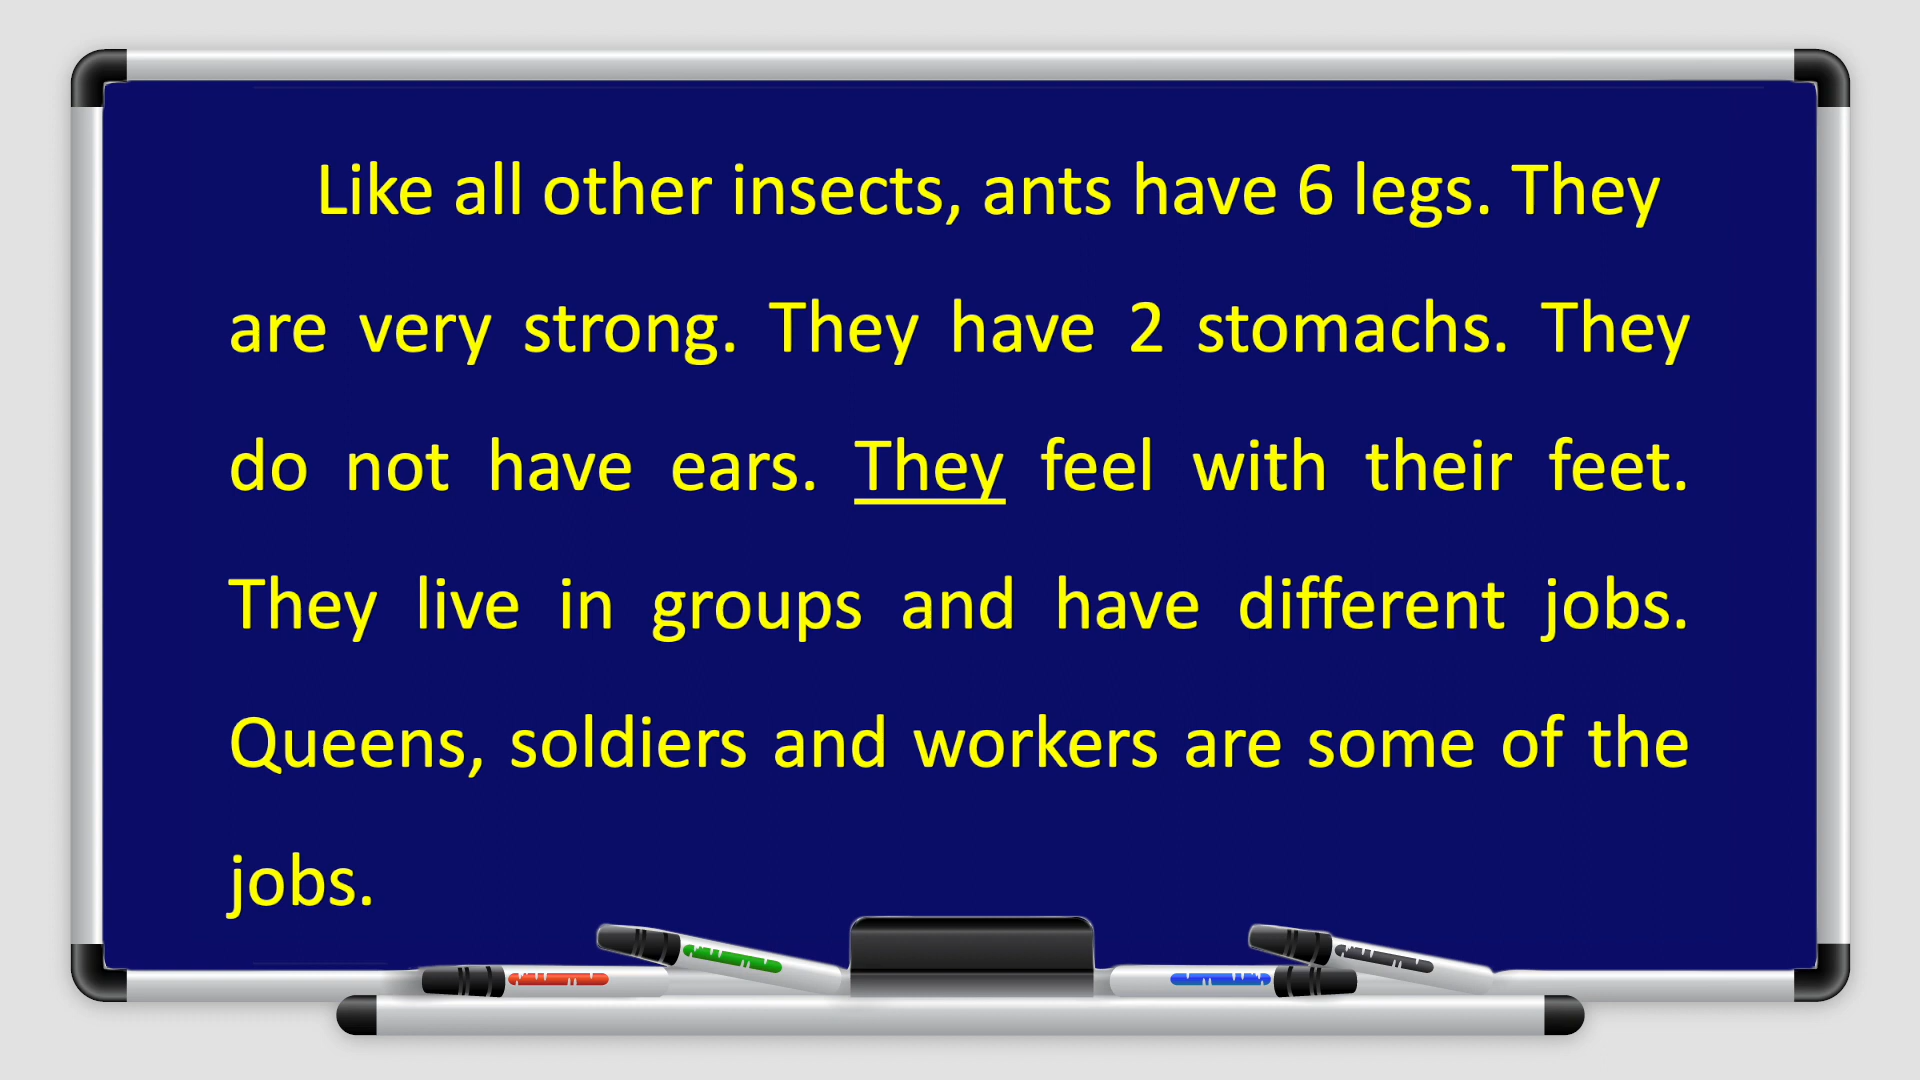 Like all other insects, ants have 6 legs. They
are very strong. They have 2 stomachs. They
do not have ears. They feel with their feet.
They live in groups and have different jobs.
Queens, soldiers and workers are some of the
jobs.